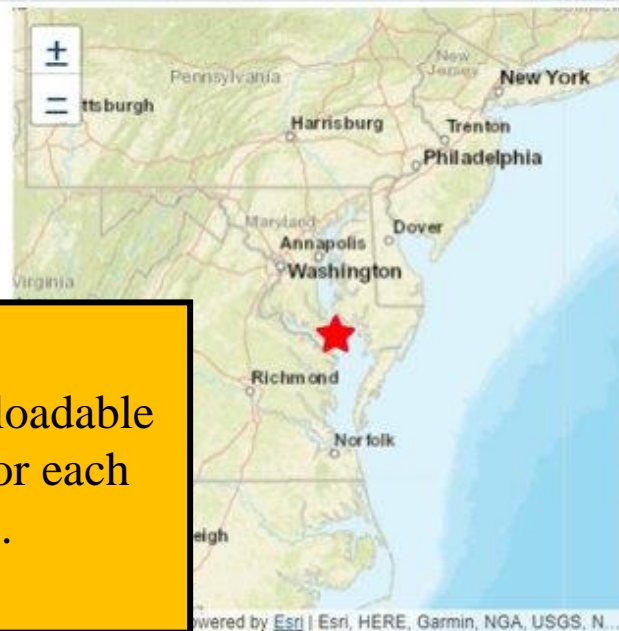 +
New
Jersey
Pennsylvania
New York
ttsburgh
Harrisburg
Trenton
Philadelphia
Maryland
Dover
Annapolis
Washington
Virginia
Richmond
loadable
or each
.
Norfolk
eigh
wered by Esri | Esri, HERE, Garmin, NGA, USGS, N...